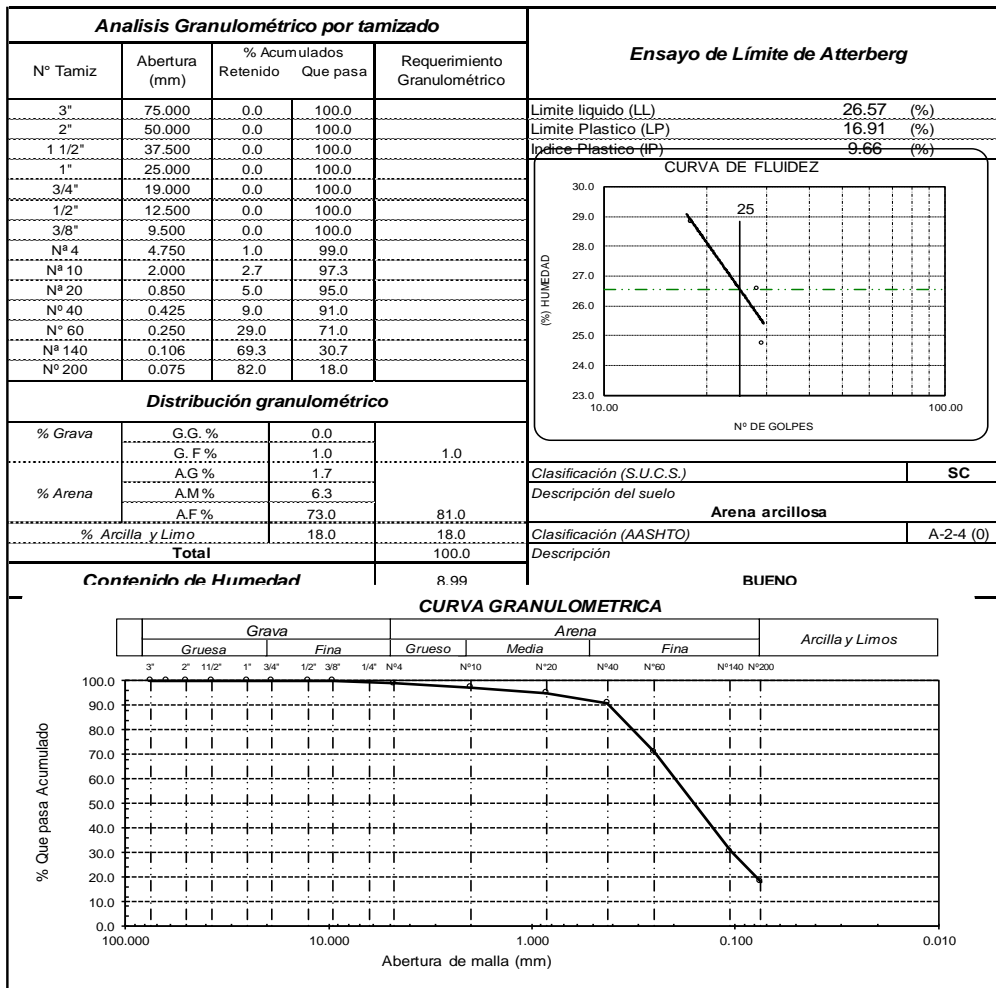 Analisis Granulométrico por tamizado
N° Tamiz Abertura (mm) % Acumulados Retenido Que pasa Requerimiento Granulométrico
3" 75.000 0.0 100.0
2" 50.000 0.0 100.0
1 1/2" 37.500 0.0 100.0
1" 25.000 0.0 100.0
3/4" 19.000 0.0 100.0
1/2" 12.500 0.0 100.0
3/8" 9.500 0.0 100.0
Nª 4 4.750 1.0 99.0
Nª 10 2.000 2.7 97.3
Nª 20 0.850 5.0 95.0
Nº 40 0.425 9.0 91.0
N° 60 0.250 29.0 71.0
Nª 140 0.106 69.3 30.7
Nº 200 0.075 82.0 18.0
Distribución granulométrico
% Grava G.G. % 0.0
G. F % 1.0 1.0
A.G % 1.7
% Arena A.M % 6.3
A.F % 73.0 81.0
% Arcilla y Limo 18.0 18.0
Total 100.0
Contenido de Humedad 8.99
Ensayo de Límite de Atterberg
Limite liquido (LL) 26.57 (%)
Limite Plastico (LP) 16.91 (%)
Indice Plastico (IP) 9.66 (%)
CURVA DE FLUIDEZ
30.0
29.0
28.0
27.0
26.0
25.0
24.0
23.0
(%) HUMEDAD
25
10.00 100.00
Nº DE GOLPES
Clasificación (S.U.C.S.) SC
Descripción del suelo
Arena arcillosa
Clasificación (AASHTO) A-2-4 (0)
Descripción
BUENO
CURVA GRANULOMETRICA
Grava Arena Arcilla y Limos
Gruesa Fina Grueso Media Fina
3" 2" 11/2" 1" 3/4" 1/2" 3/8" 1/4" Nº4 Nº10 Nº20 Nº40 Nº60 Nº140 Nº200
100.0
90.0
80.0
70.0
60.0
50.0
40.0
30.0
20.0
10.0
0.0
% Que pasa Acumulado
100.000 10.000 1.000 0.100 0.010
Abertura de malla (mm)